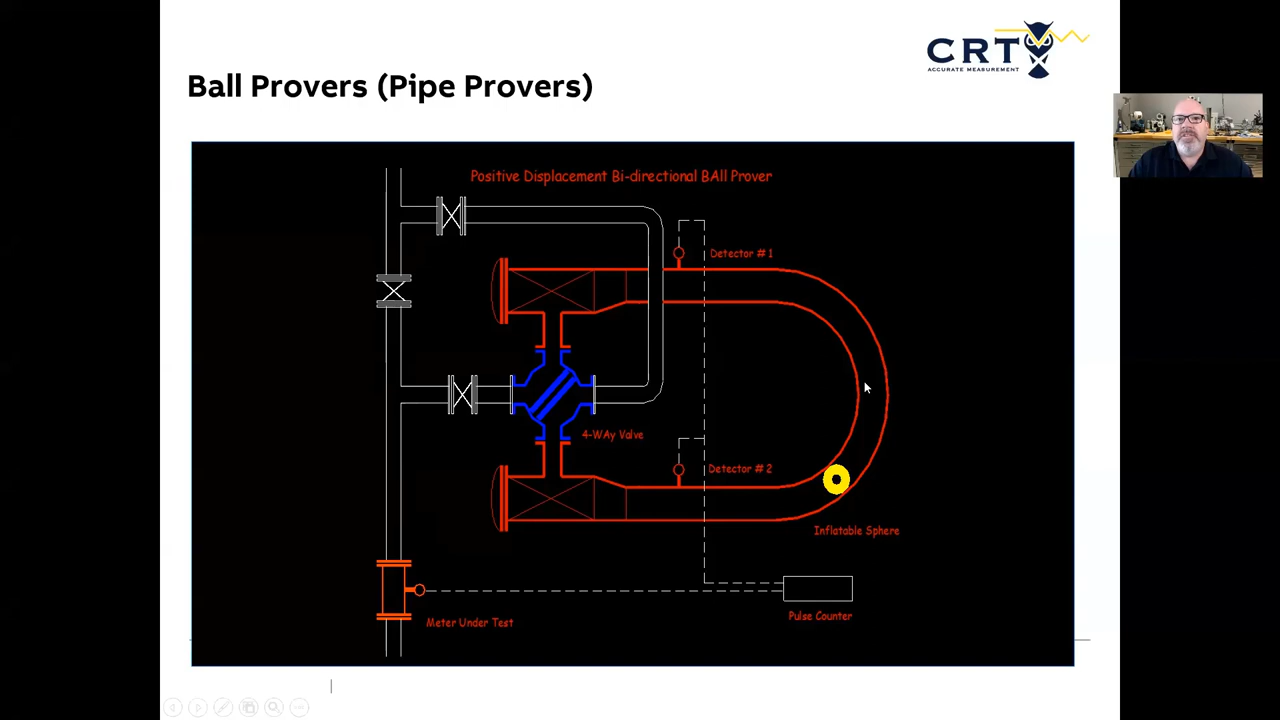 CRT
ACCURATE MEASUREMENT
Ball Provers (Pipe Provers)
Positive Displacement Bi-directional BAll Prover
Detector # 1
4-WAy Valve
Detector # 2
Inflatable Sphere
Pulse Counter
Meter Under Test